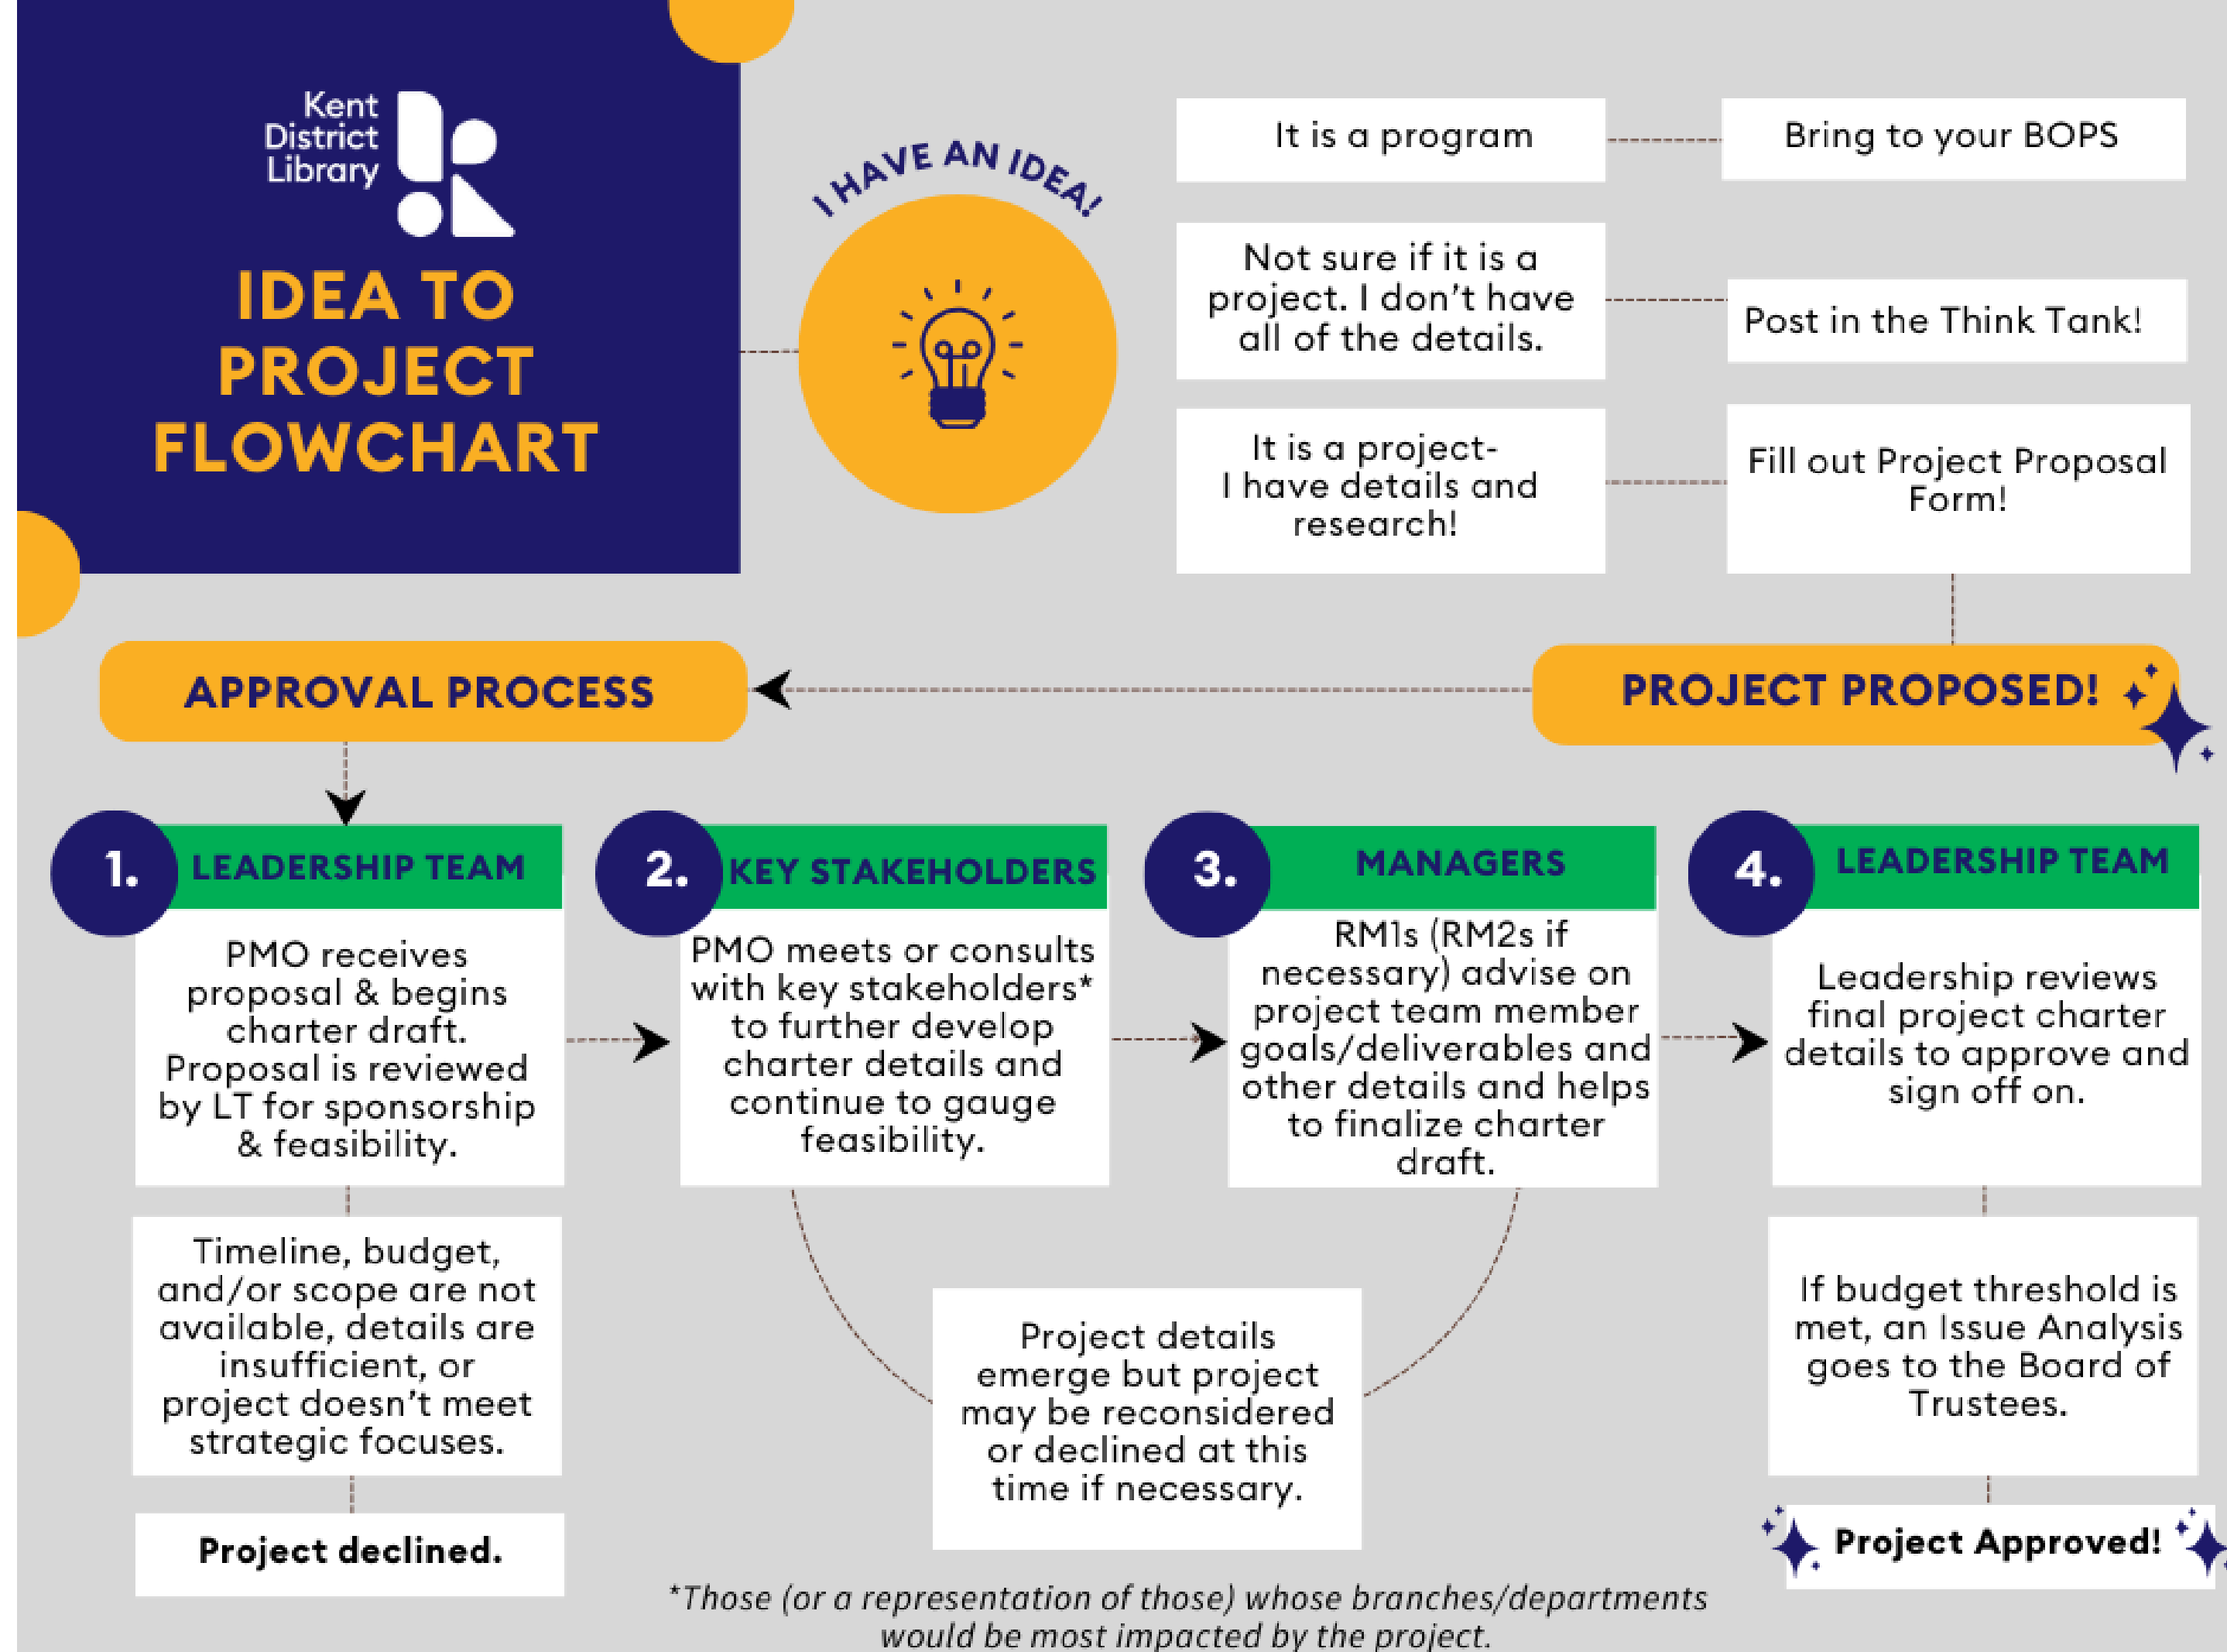 Kent
District
Library
IDEA TO
PROJECT
FLOWCHART
I HAVE AN IDEA!
It is a program
Bring to your BOPS
Not sure if it is a
project. I don't have
all of the details.
Post in the Think Tank!
It is a project-
I have details and
research!
Fill out Project Proposal
Form!
PROJECT PROPOSED!
APPROVAL PROCESS
1.
LEADERSHIP TEAM
PMO receives
proposal & begins
charter draft.
Proposal is reviewed
by LT for sponsorship
& feasibility.
Timeline, budget,
and/or scope are not
available, details are
insufficient, or
project doesn't meet
strategic focuses.
Project declined.
2.
KEY STAKEHOLDERS
PMO meets or consults
with key stakeholders*
to further develop
charter details and
continue to gauge
feasibility.
3.
MANAGERS
RM1s (RM2s if
necessary) advise on
project team member
goals/deliverables and
other details and helps
to finalize charter
draft.
Project details
emerge but project
may be reconsidered
or declined at this
time if necessary.
4.
LEADERSHIP TEAM
Leadership reviews
final project charter
details to approve and
sign off on.
If budget threshold is
met, an Issue Analysis
goes to the Board of
Trustees.
Project Approved!
*Those (or a representation of those) whose branches/departments
would be most impacted by the project.